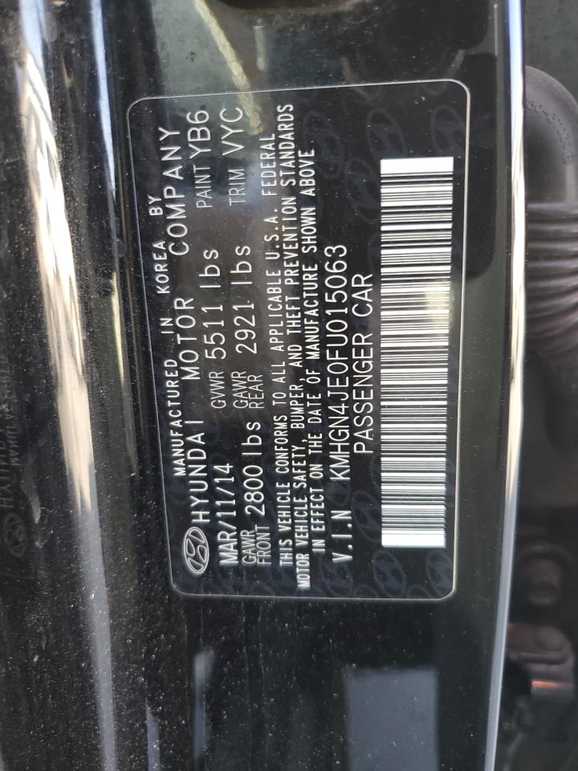 MANUFACTURED IN KOREA BY
HYUNDAI MOTOR COMPANY
MAR/11/14 GVWR 5511 lbs PAINT YB6
GAWR FRONT 2800 lbs GAWR REAR 2921 lbs TRIM VYC
THIS VEHICLE CONFORMS TO ALL APPLICABLE U.S.A. FEDERAL
MOTOR VEHICLE SAFETY, BUMPER, AND THEFT PREVENTION STANDARDS
IN EFFECT ON THE DATE OF MANUFACTURE SHOWN ABOVE
V.I.N KMHGN4JE0FU015063
PASSENGER CAR